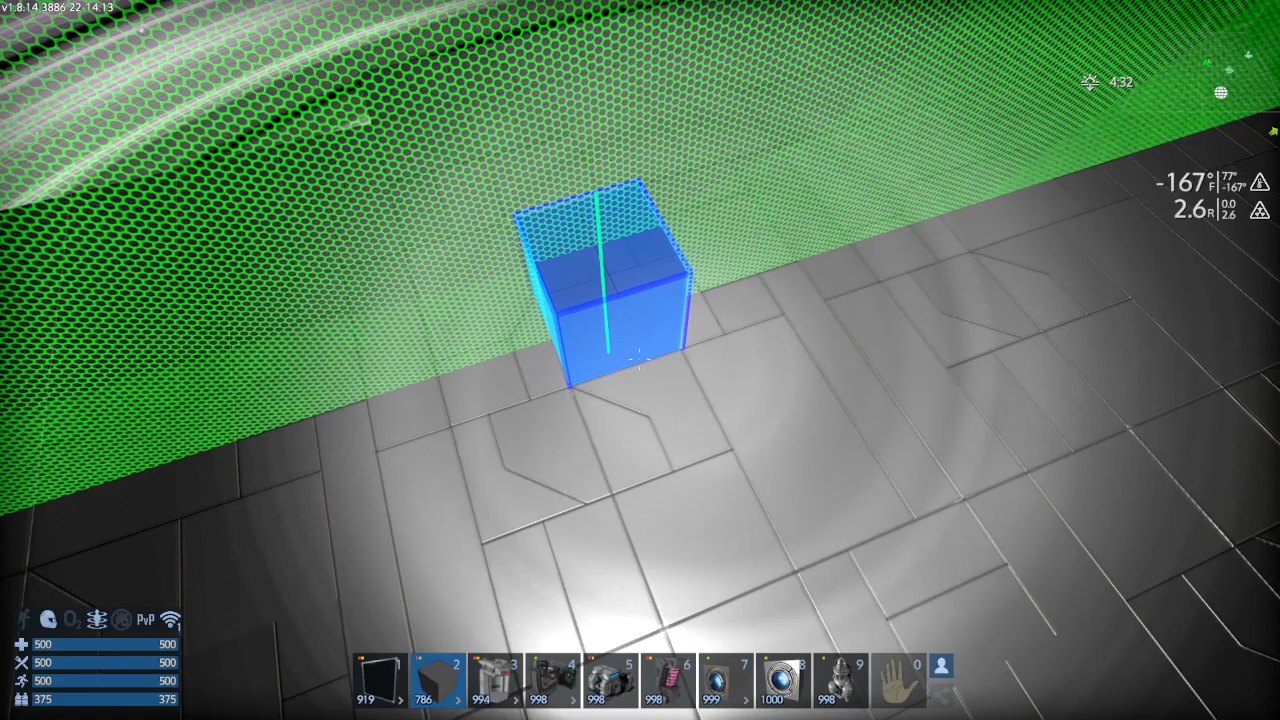 v1.8.14 3886 22-14:13
4:32
-167°F 77° -167°
2.6R 0.0 2.6
O2 PvP 1
500 500
500 500
500 500
375 375
1 2 3 4 5 6 7 8 9 0
919 786 994 998 998 998 999 1000 998